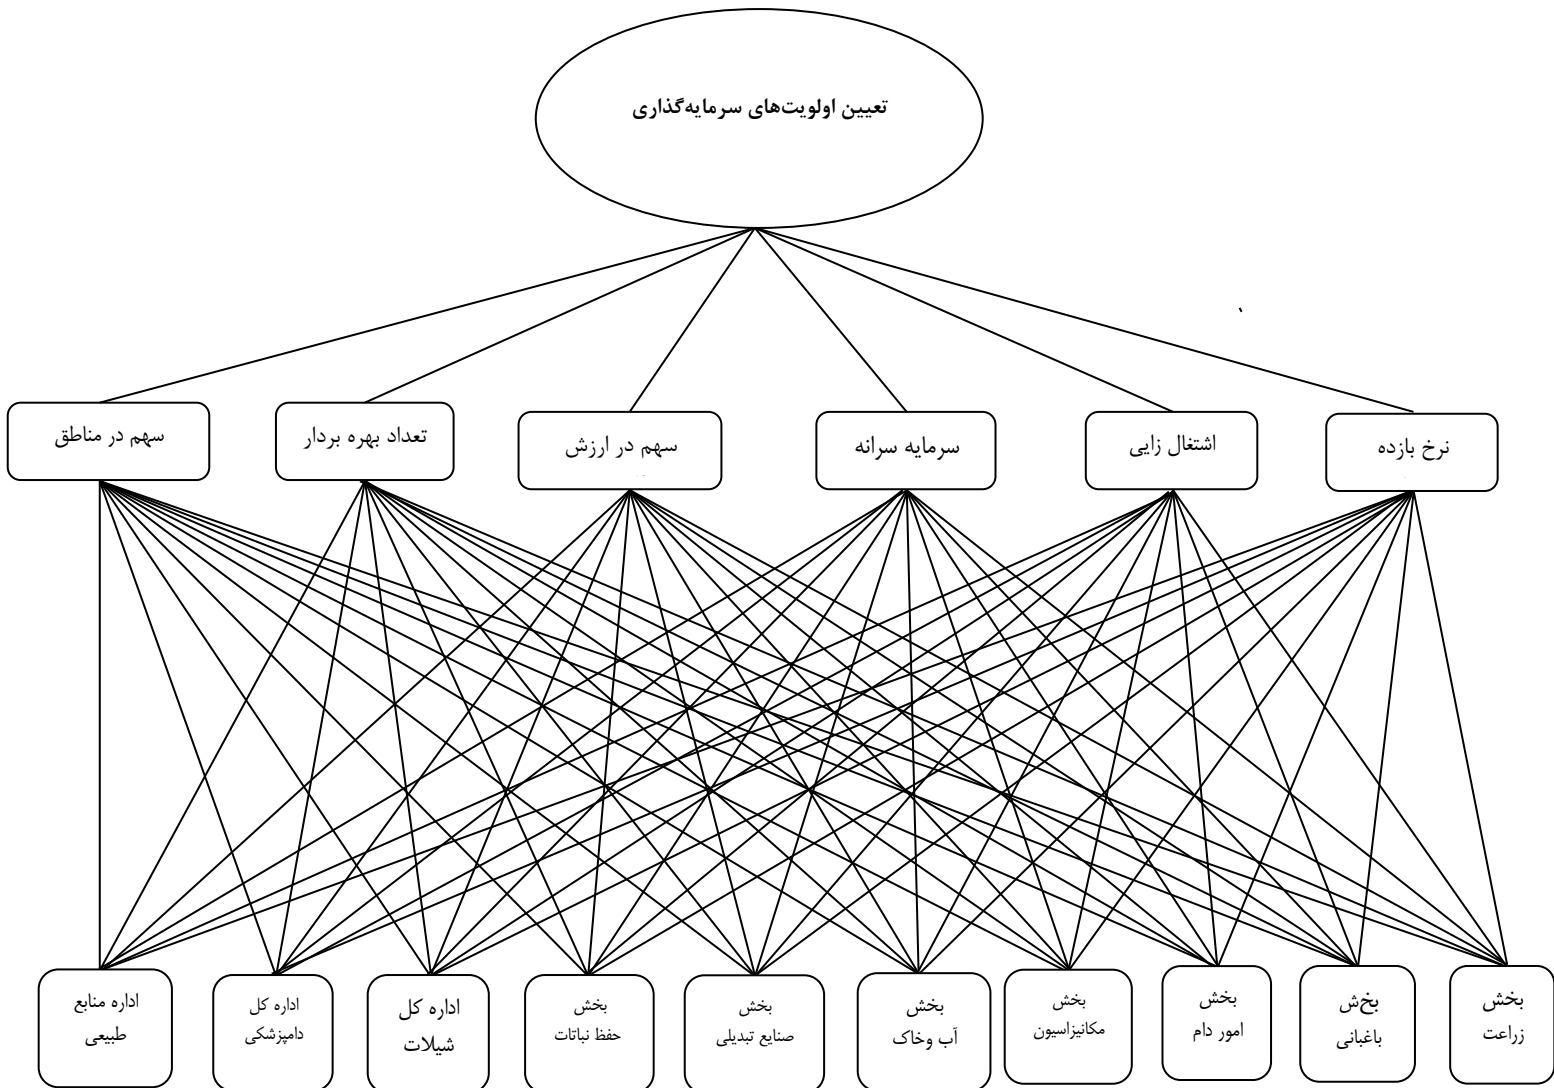 تعیین اولویت‌های سرمایه‌گذاری
نرخ بازده
اشتغال زایی
سرمایه سرانه
سهم در ارزش
تعداد بهره بردار
سهم در مناطق
بخش
زراعت
بخش
باغبانی
بخش
امور دام
بخش
مکانیزاسیون
بخش
آب وخاک
بخش
صنایع تبدیلی
بخش
حفظ نباتات
اداره کل
شیلات
اداره کل
دامپزشکی
اداره منابع
طبیعی